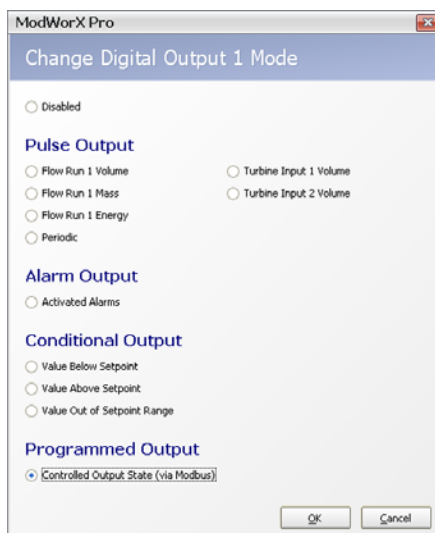 ModWorX Pro
Change Digital Output 1 Mode
Disabled
Pulse Output
Flow Run 1 Volume
Turbine Input 1 Volume
Flow Run 1 Mass
Turbine Input 2 Volume
Flow Run 1 Energy
Periodic
Alarm Output
Activated Alarms
Conditional Output
Value Below Setpoint
Value Above Setpoint
Value Out of Setpoint Range
Programmed Output
Controlled Output State (via Modbus)
OK Cancel